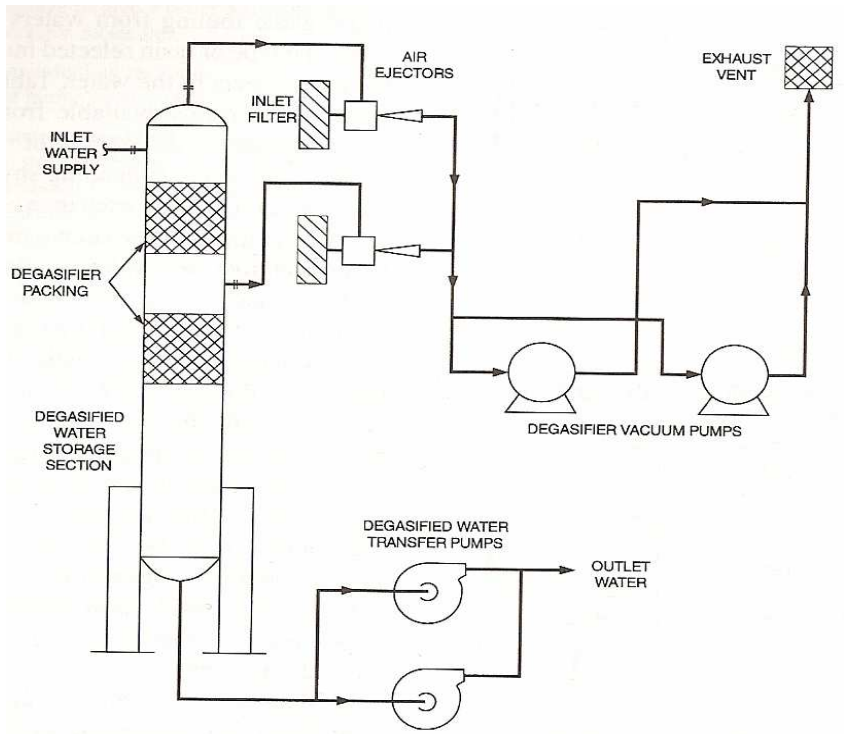 AIR
EJECTORS
EXHAUST
VENT
INLET
FILTER
INLET
WATER
SUPPLY
DEGASIFIER
PACKING
DEGASIFIED
WATER
STORAGE
SECTION
DEGASIFIER VACUUM PUMPS
DEGASIFIED WATER
TRANSFER PUMPS
OUTLET
WATER